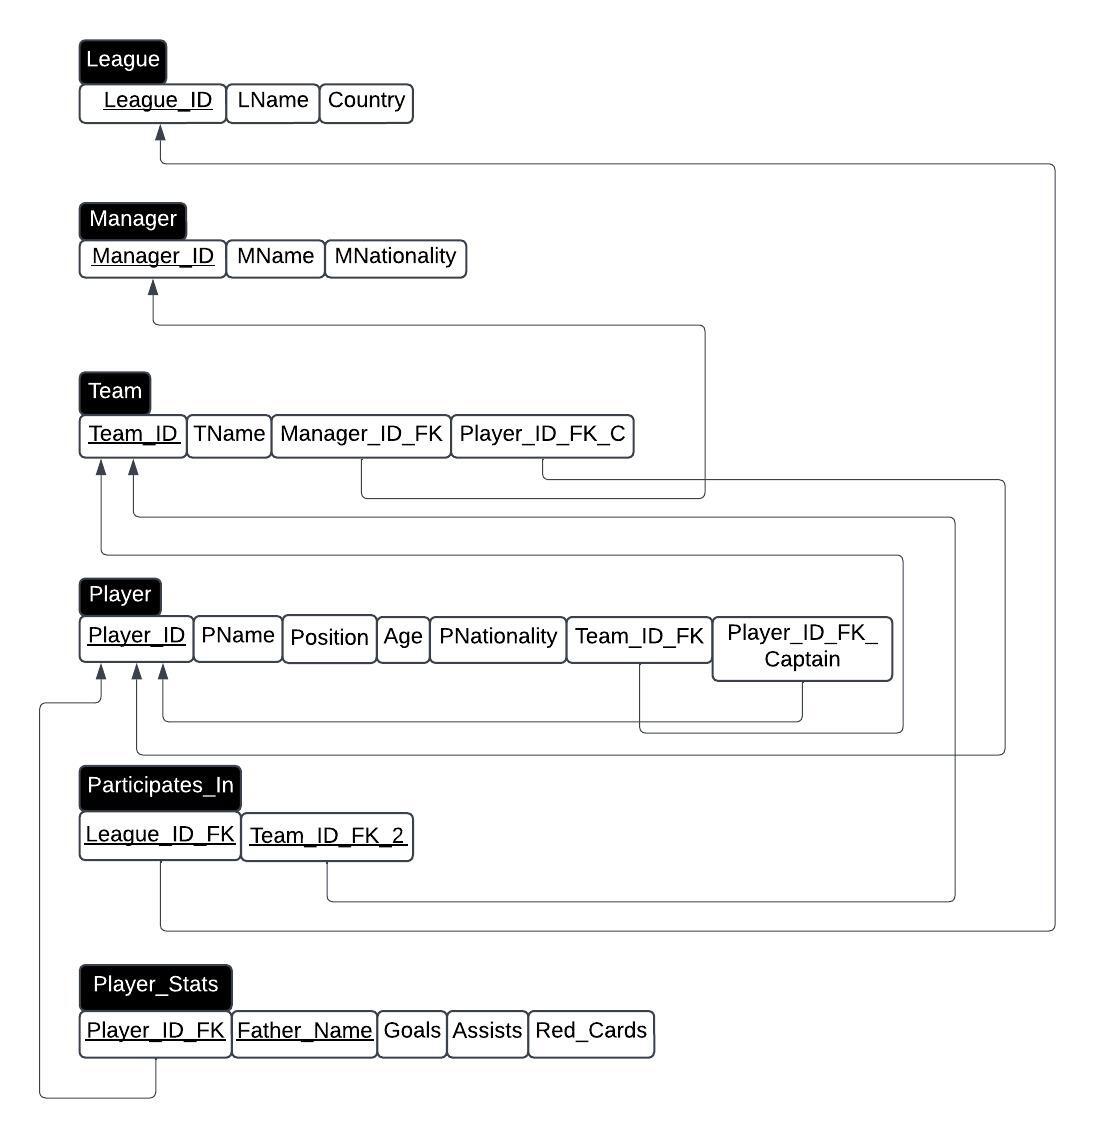 League
League_ID LName Country
Manager
Manager_ID MName MNationality
Team
Team_ID TName Manager_ID_FK Player_ID_FK_C
Player
Player_ID PName Position Age PNationality Team_ID_FK Player_ID_FK_
Captain
Participates_In
League_ID_FK Team_ID_FK_2
Player_Stats
Player_ID_FK Father_Name Goals Assists Red_Cards